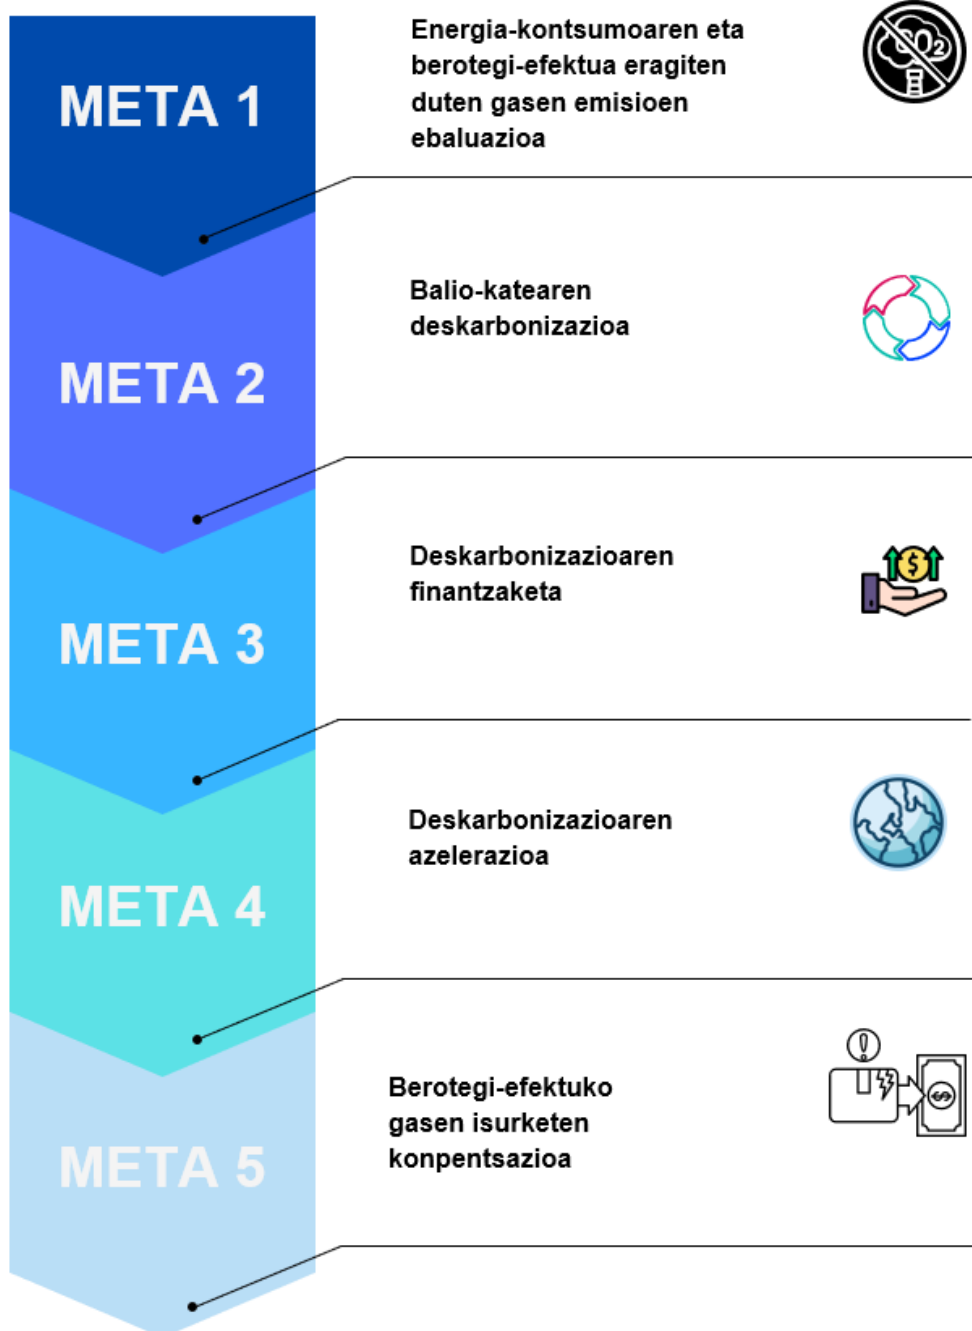 META 1
Energia-kontsumoaren eta
berotegi-efektua eragiten
duten gasen emisioen
ebaluazioa
CO2
META 2
Balio-katearen
deskarbonizazioa
META 3
Deskarbonizazioaren
finantzaketa
$
META 4
Deskarbonizazioaren
azelerazioa
META 5
Berotegi-efektuko
gasen isurketen
konpentsazioa
!
$